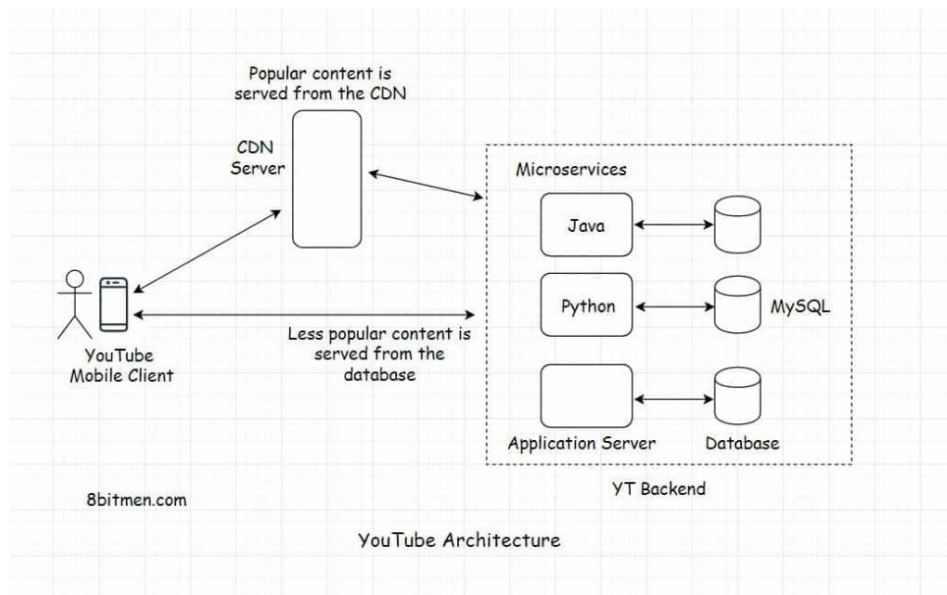 Popular content is
served from the CDN
CDN
Server
Microservices
Java
Python
MySQL
Less popular content is
served from the
database
YouTube
Mobile Client
Application Server
Database
YT Backend
8bitmen.com
YouTube Architecture